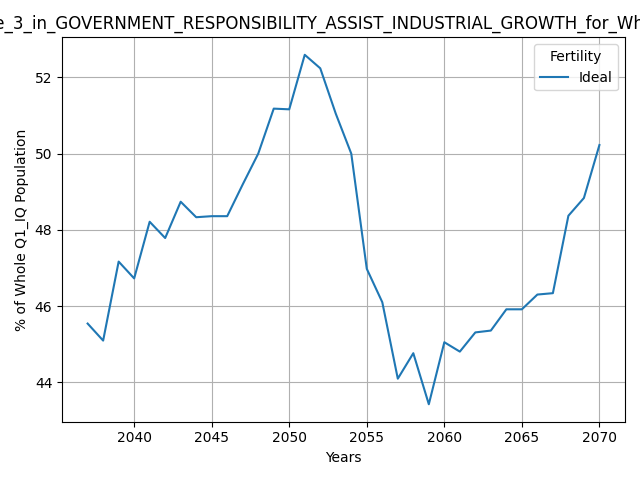 e_3_in_GOVERNMENT_RESPONSIBILITY_ASSIST_INDUSTRIAL_GROWTH_for_Wh
Fertility
Ideal
% of Whole Q1_IQ Population
52
50
48
46
44
2040 2045 2050 2055 2060 2065 2070
Years